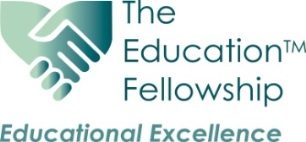 The
Education™
Fellowship
Educational Excellence